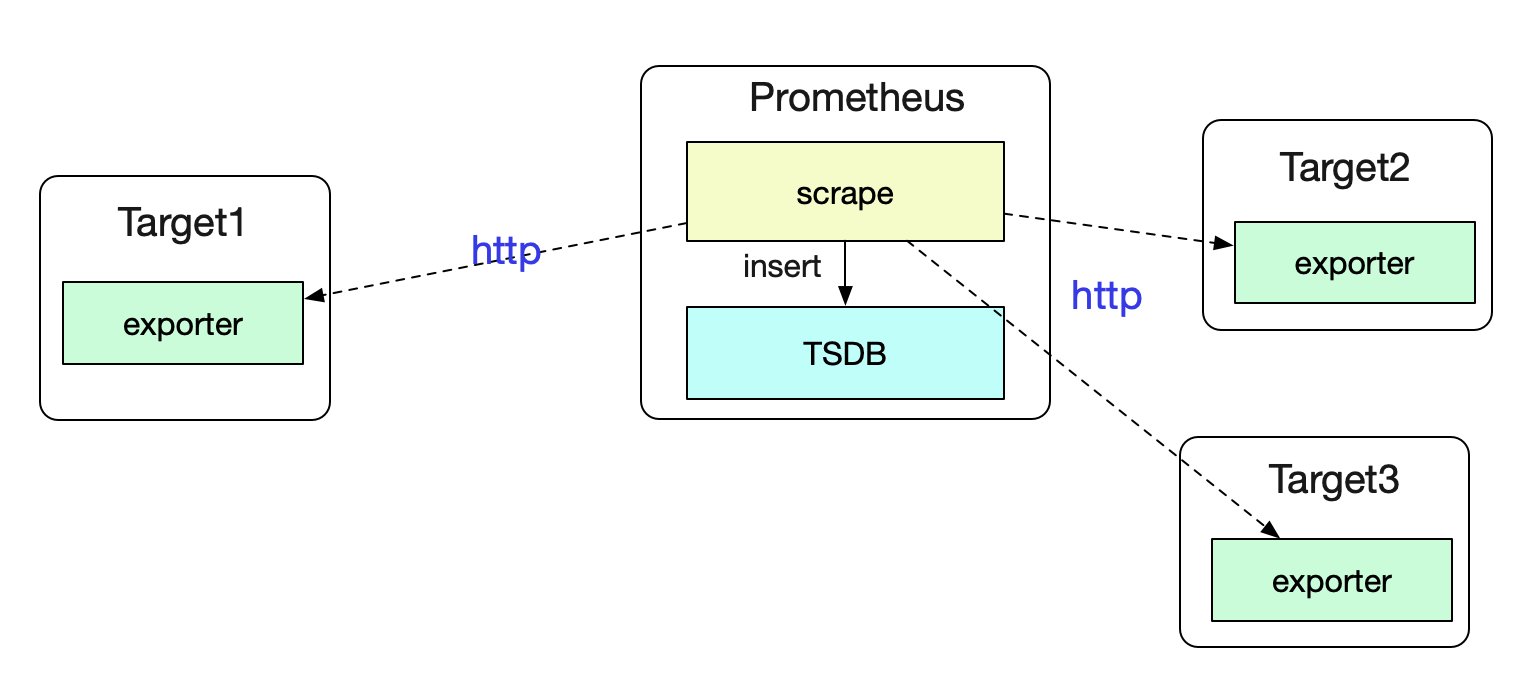 Prometheus
scrape
insert
TSDB
Target1
exporter
http
http
Target2
exporter
Target3
exporter